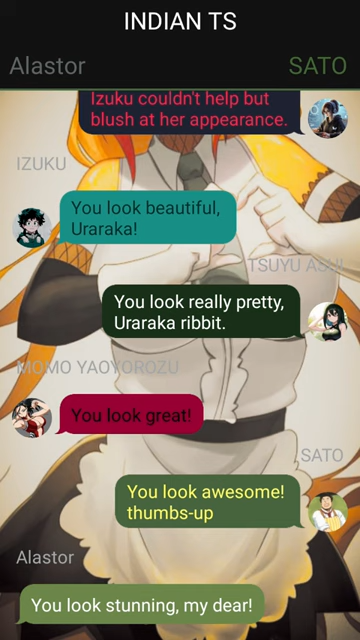 INDIAN TS
Alastor
SATO
Izuku couldn't help but
blush at her appearance.
IZUKU
You look beautiful,
Uraraka!
TSUYU ASUI
You look really pretty,
Uraraka ribbit.
MOMO YAOYOROZU
You look great!
SATO
You look awesome!
thumbs-up
Alastor
You look stunning, my dear!